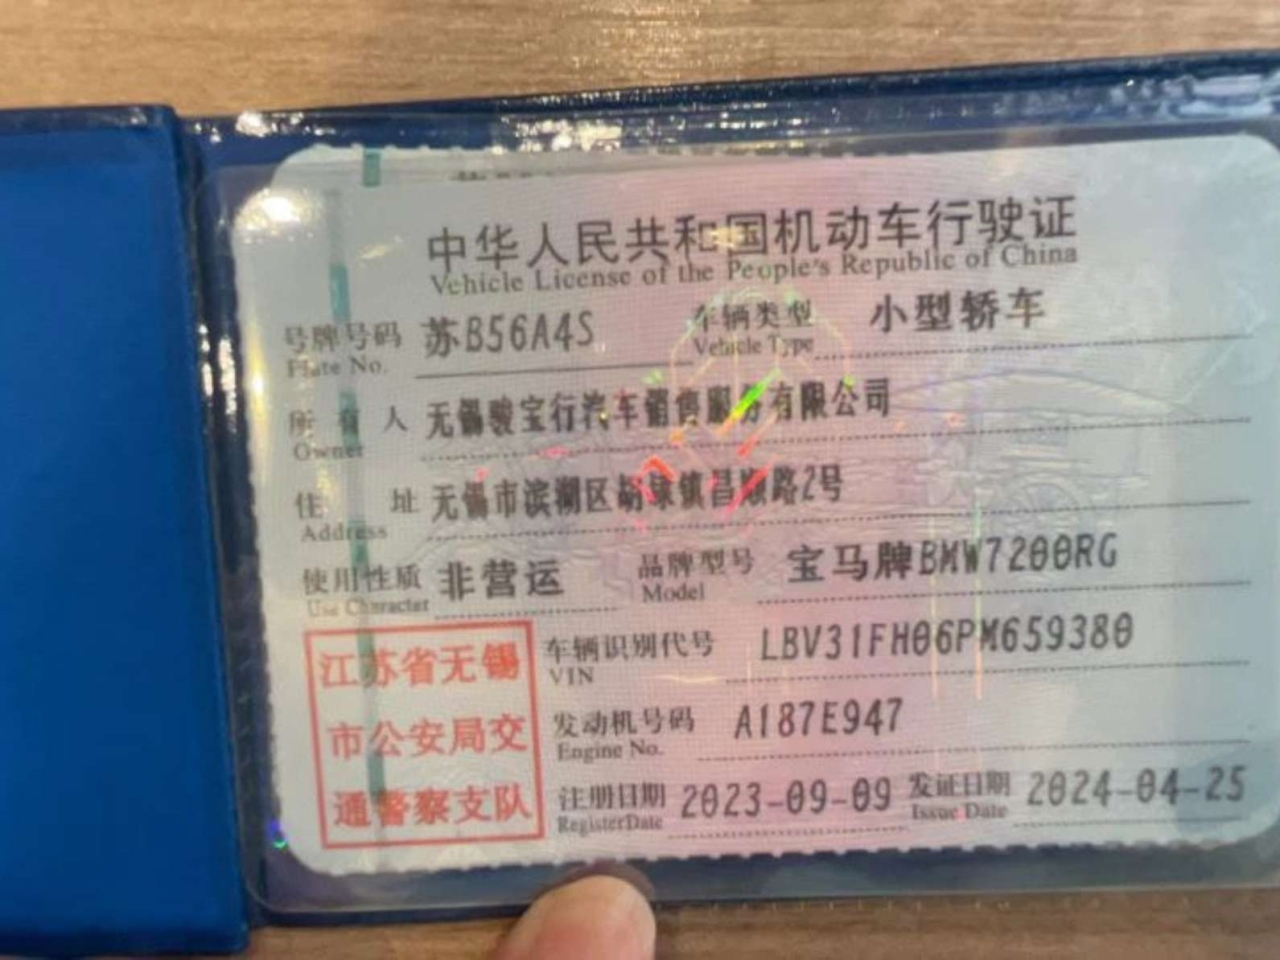 中华人民共和国机动车行驶证
Vehicle License of the People's Republic of China
号牌号码 苏B56A4S 车辆类型 小型轿车
Plate No. Vehicle Type
所有人 无锡骏宝行汽车销售服务有限公司
Owner
住址 无锡市滨湖区胡埭镇昌顺路2号
Address
使用性质 非营运 品牌型号 宝马牌BMW7200RG
Use Character Model
江苏省无锡
市公安局交
通警察支队
车辆识别代号 LBV31FH06PM659380
VIN
发动机号码 A187E947
Engine No.
注册日期 2023-09-09 发证日期 2024-04-25
Register Date Issue Date